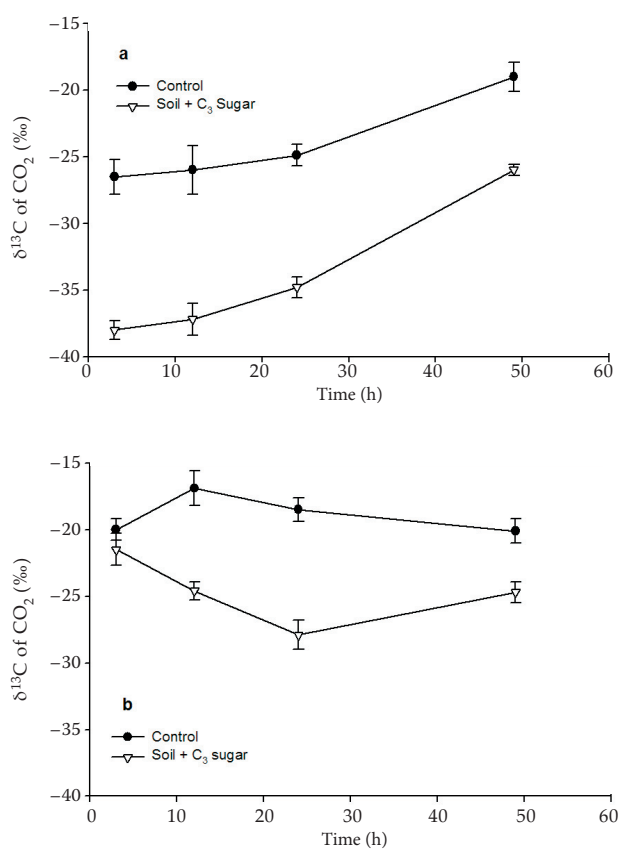 −15
a
Control
Soil + C₃ Sugar
−20
−25
−30
−35
−40
δ¹³C of CO₂ (‰)
0 10 20 30 40 50 60
Time (h)
−15
−20
−25
−30
−35
−40
δ¹³C of CO₂ (‰)
b
Control
Soil + C₃ sugar
0 10 20 30 40 50 60
Time (h)